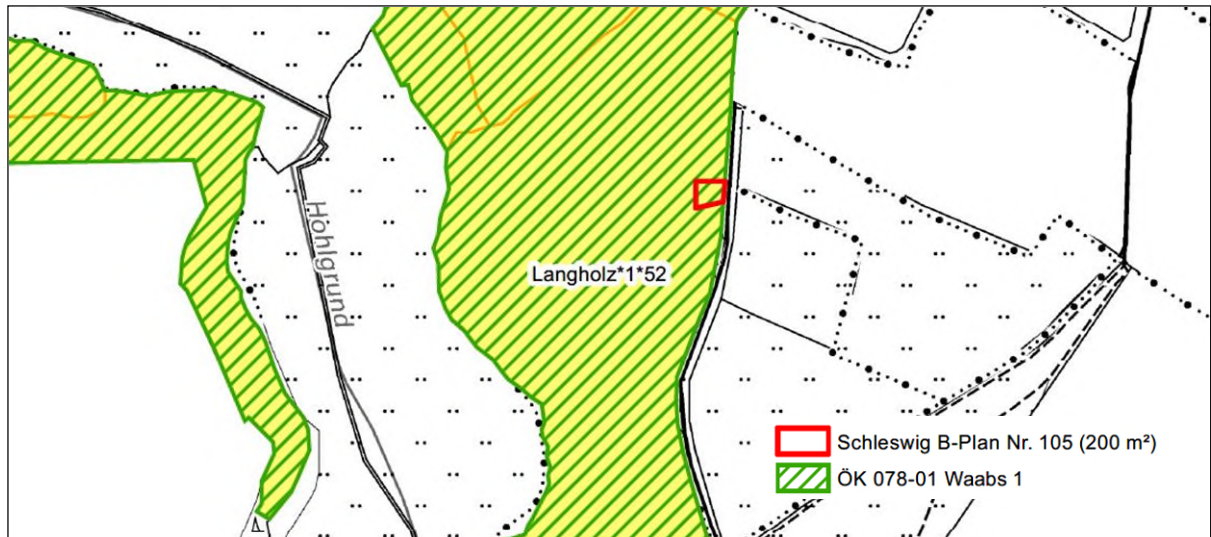 Höhlgrund
Langholz*1*52
Schleswig B-Plan Nr. 105 (200 m²)
ÖK 078-01 Waabs 1